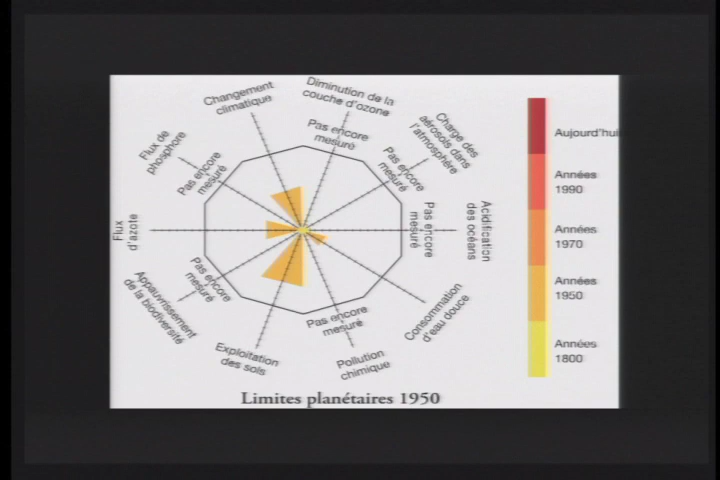 Changement
climatique
Diminution de la
couche d'ozone
Pas encore
mesuré
Charge des
aérosols dans
l'atmosphère
Pas encore
mesuré
Acidification
des océans
Pas encore
mesuré
Consommation
d'eau douce
Pollution
chimique
Pas encore
mesuré
Exploitation
des sols
Appauvrissement
de la biodiversité
Pas encore
mesuré
Flux
d'azote
Flux de
phosphore
Pas encore
mesuré
Aujourd'hui
Années
1990
Années
1970
Années
1950
Années
1800
Limites planétaires 1950